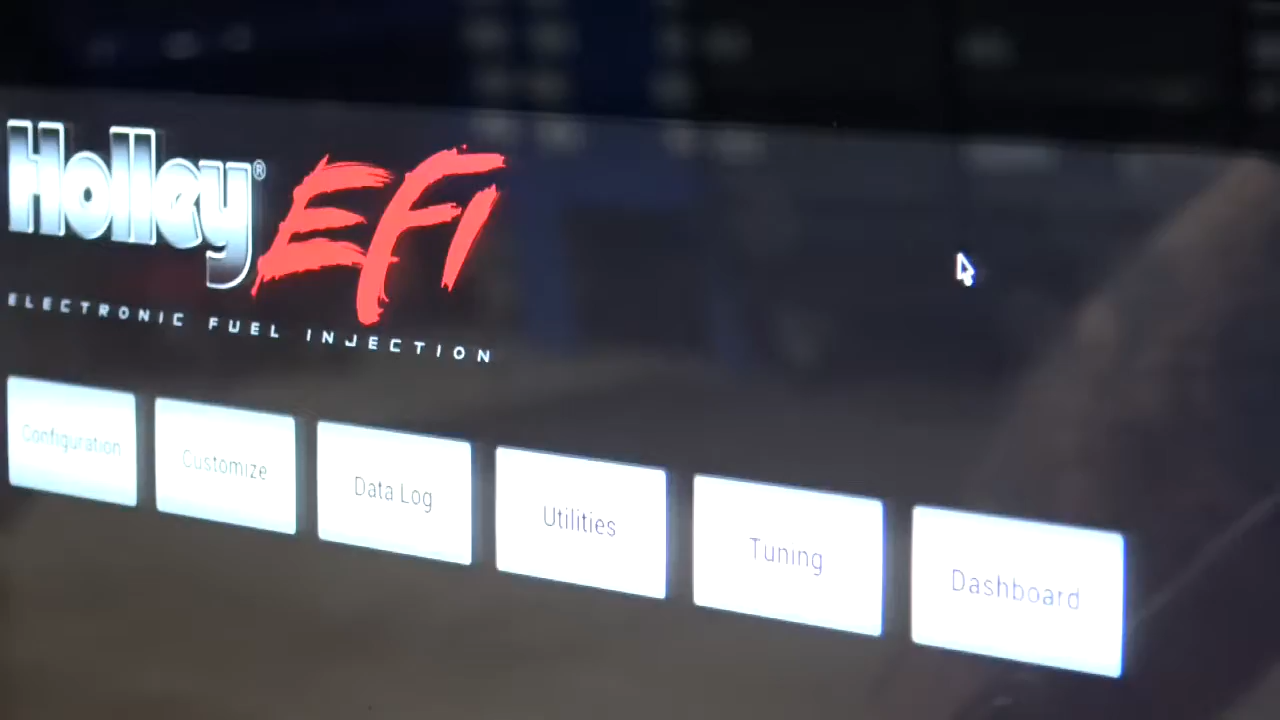 Holley® EFI
ELECTRONIC FUEL INJECTION
Configuration
Customize
Data Log
Utilities
Tuning
Dashboard